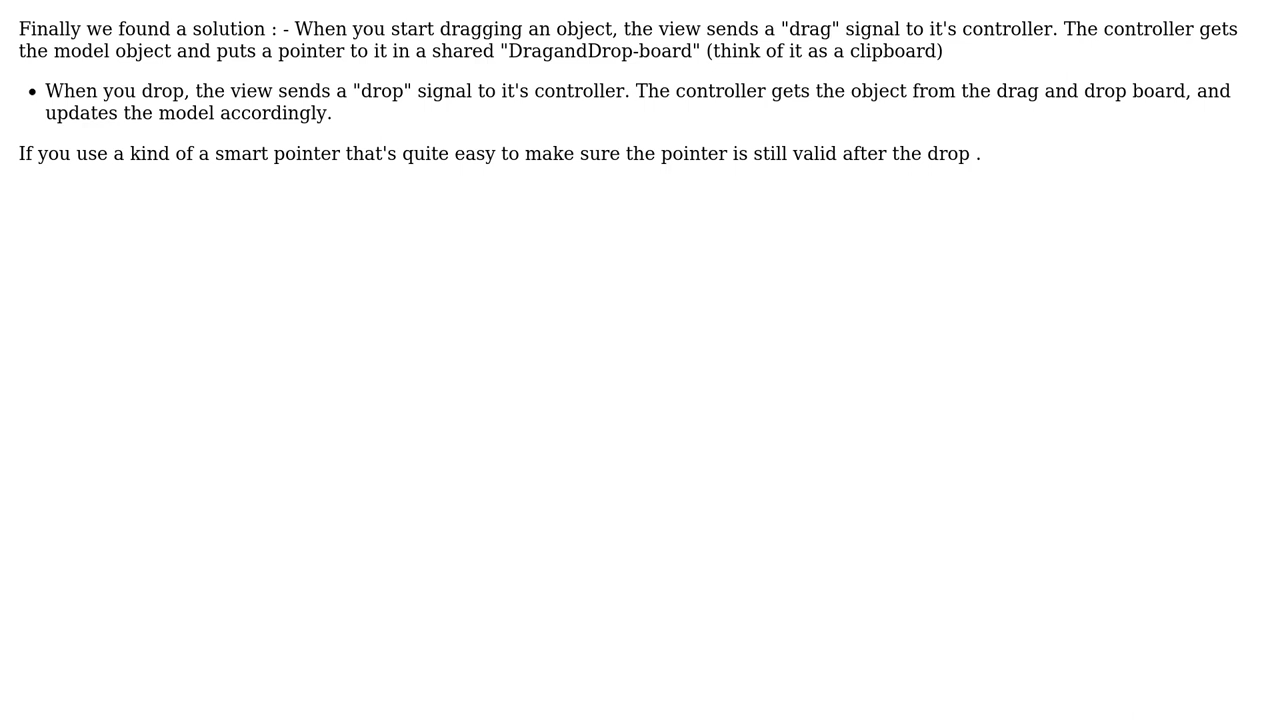 Finally we found a solution : - When you start dragging an object, the view sends a "drag" signal to it's controller. The controller gets
the model object and puts a pointer to it in a shared "DragandDrop-board" (think of it as a clipboard)
• When you drop, the view sends a "drop" signal to it's controller. The controller gets the object from the drag and drop board, and
updates the model accordingly.
If you use a kind of a smart pointer that's quite easy to make sure the pointer is still valid after the drop .